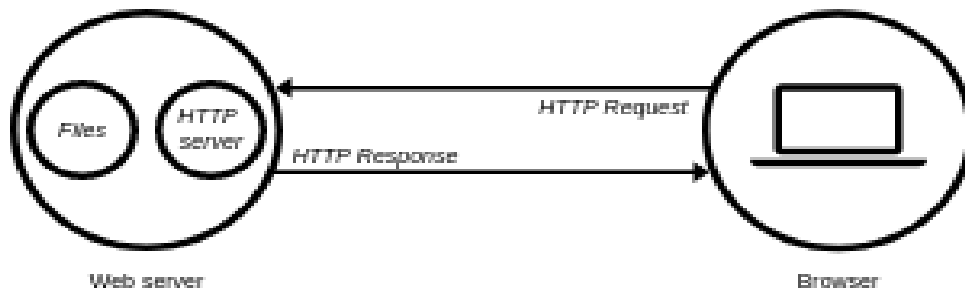 HTTP Request
Files
HTTP
server
HTTP Response
Web server
Browser